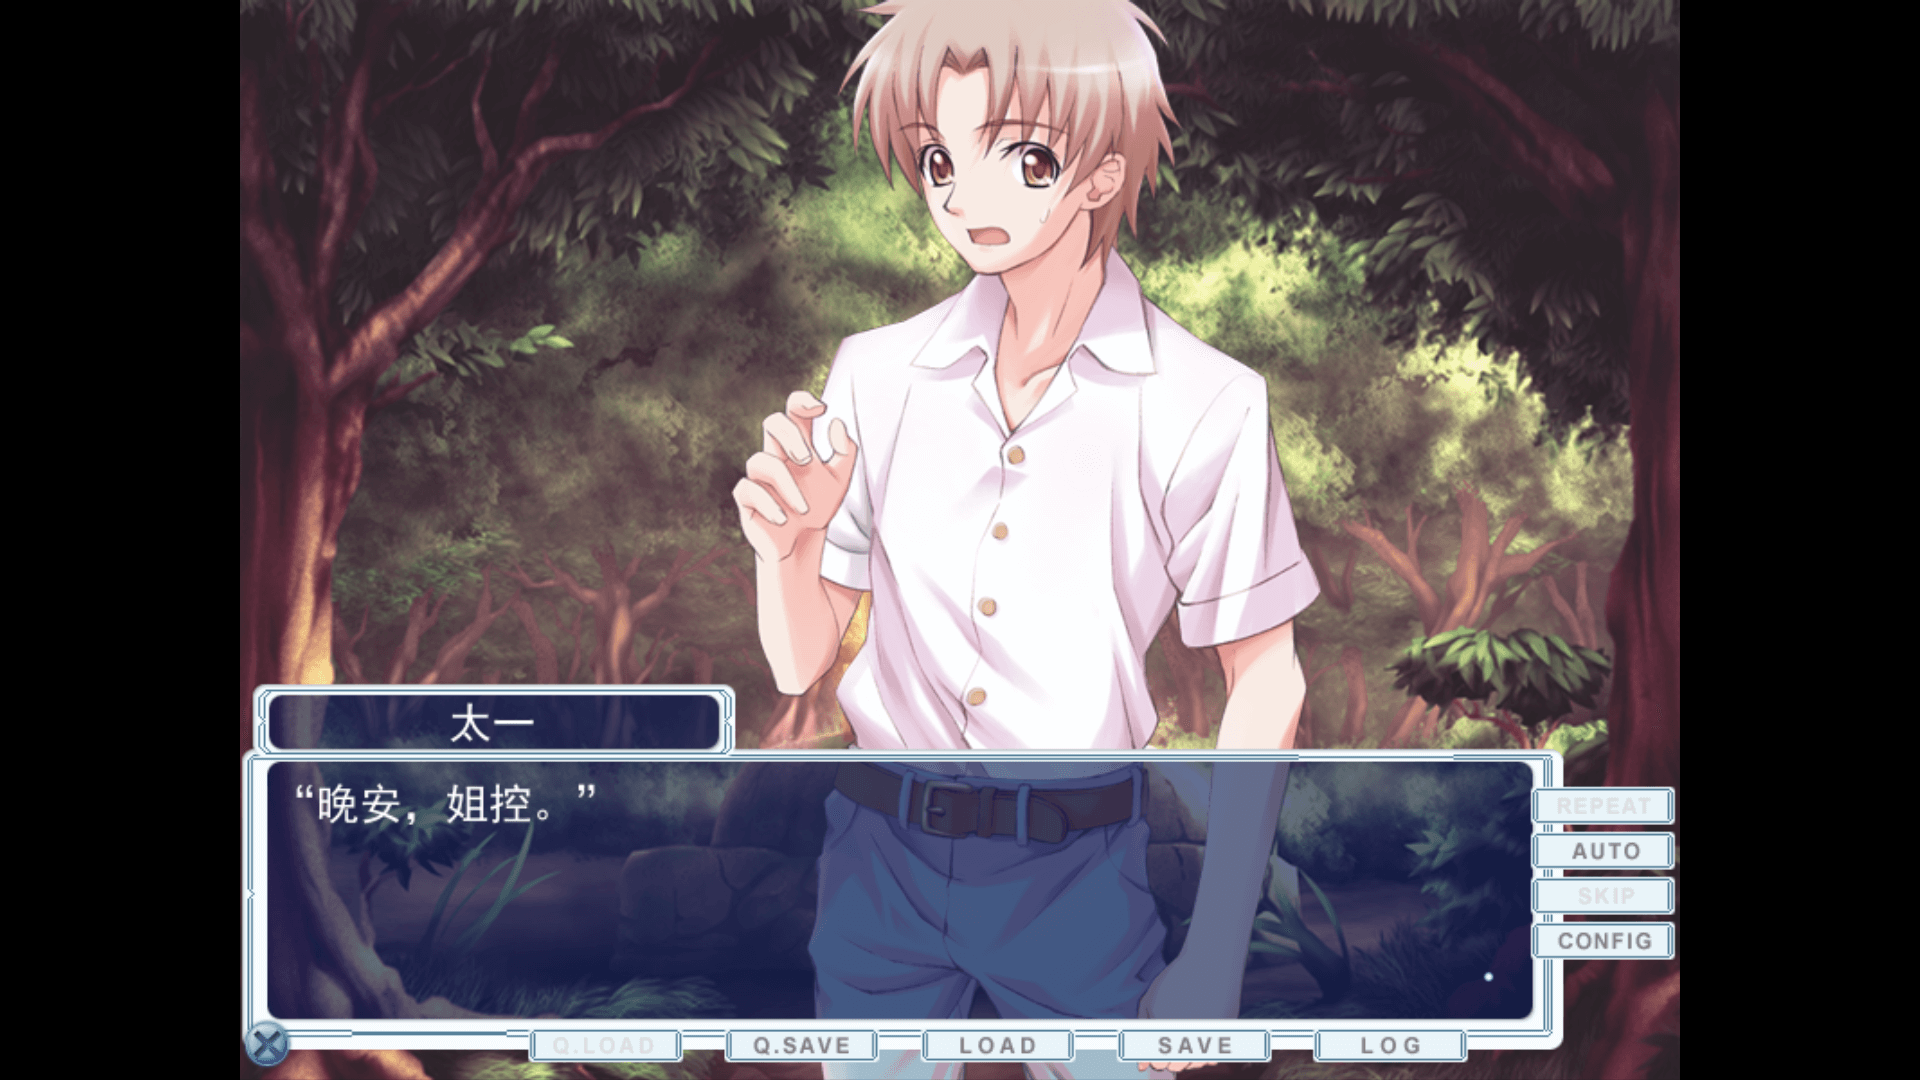 太一
“晚安，姐控。”
REPEAT
AUTO
SKIP
CONFIG
Q.LOAD
Q.SAVE
LOAD
SAVE
LOG